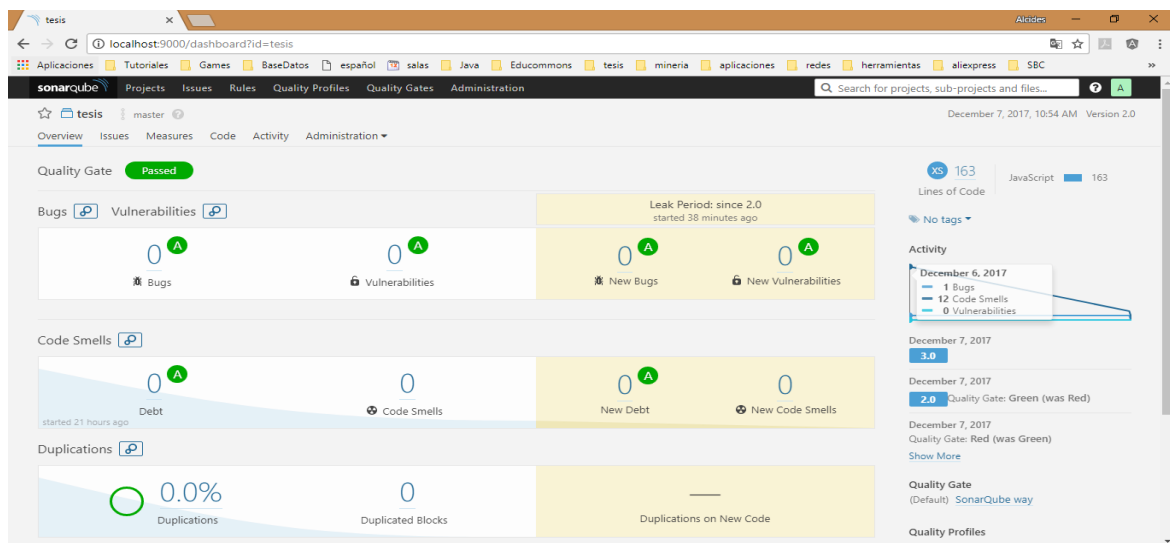 tesis
Alcides
localhost:9000/dashboard?id=tesis
Aplicaciones Tutoriales Games BaseDatos español salas Java Educommons tesis mineria aplicaciones redes herramientas aliexpress SBC »
sonarqube Projects Issues Rules Quality Profiles Quality Gates Administration Search for projects, sub-projects and files... ? A
tesis master ? December 7, 2017, 10:54 AM Version 2.0
Overview Issues Measures Code Activity Administration
Quality Gate Passed
Bugs Vulnerabilities
Leak Period: since 2.0
started 38 minutes ago
0 A
Bugs
0 A
Vulnerabilities
0 A
New Bugs
0 A
New Vulnerabilities
Code Smells
0 A
Debt
started 21 hours ago
0
Code Smells
0 A
New Debt
0
New Code Smells
Duplications
0.0%
Duplications
0
Duplicated Blocks
—
Duplications on New Code
XS 163
Lines of Code
JavaScript 163
No tags
Activity
December 6, 2017
1 Bugs
12 Code Smells
0 Vulnerabilities
December 7, 2017
3.0
December 7, 2017
2.0 Quality Gate: Green (was Red)
December 7, 2017
Quality Gate: Red (was Green)
Show More
Quality Gate
(Default) SonarQube way
Quality Profiles